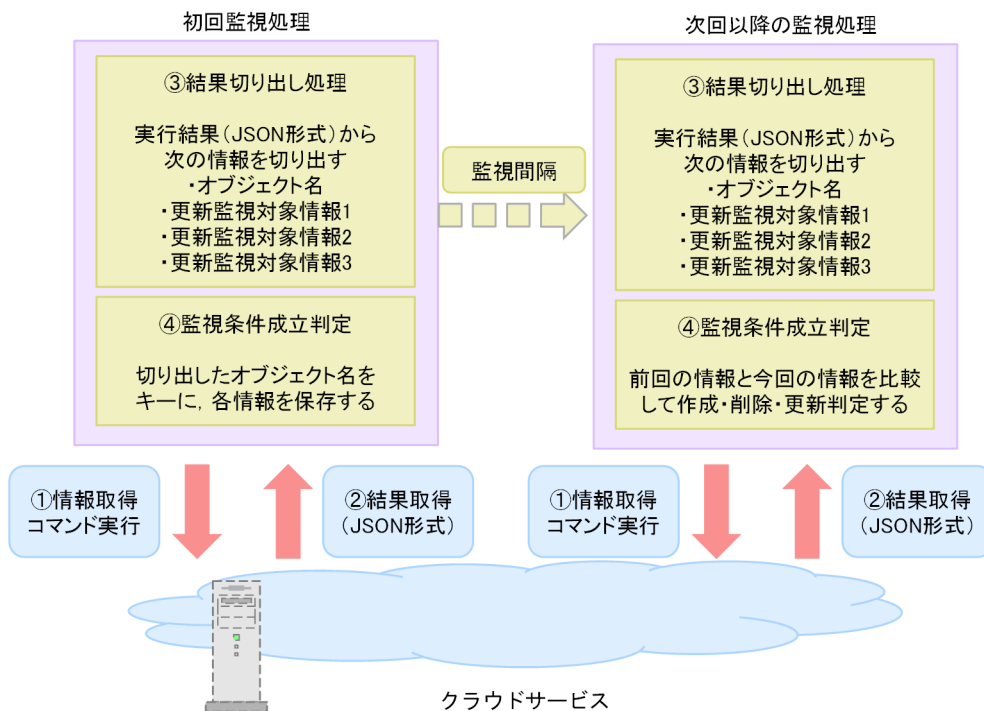 初回監視処理
③結果切り出し処理
実行結果(JSON形式)から
次の情報を切り出す
・オブジェクト名
・更新監視対象情報1
・更新監視対象情報2
・更新監視対象情報3
④監視条件成立判定
切り出したオブジェクト名を
キーに，各情報を保存する
監視間隔
次回以降の監視処理
③結果切り出し処理
実行結果(JSON形式)から
次の情報を切り出す
・オブジェクト名
・更新監視対象情報1
・更新監視対象情報2
・更新監視対象情報3
④監視条件成立判定
前回の情報と今回の情報を比較
して作成・削除・更新判定する
①情報取得
コマンド実行
②結果取得
(JSON形式)
①情報取得
コマンド実行
②結果取得
(JSON形式)
クラウドサービス